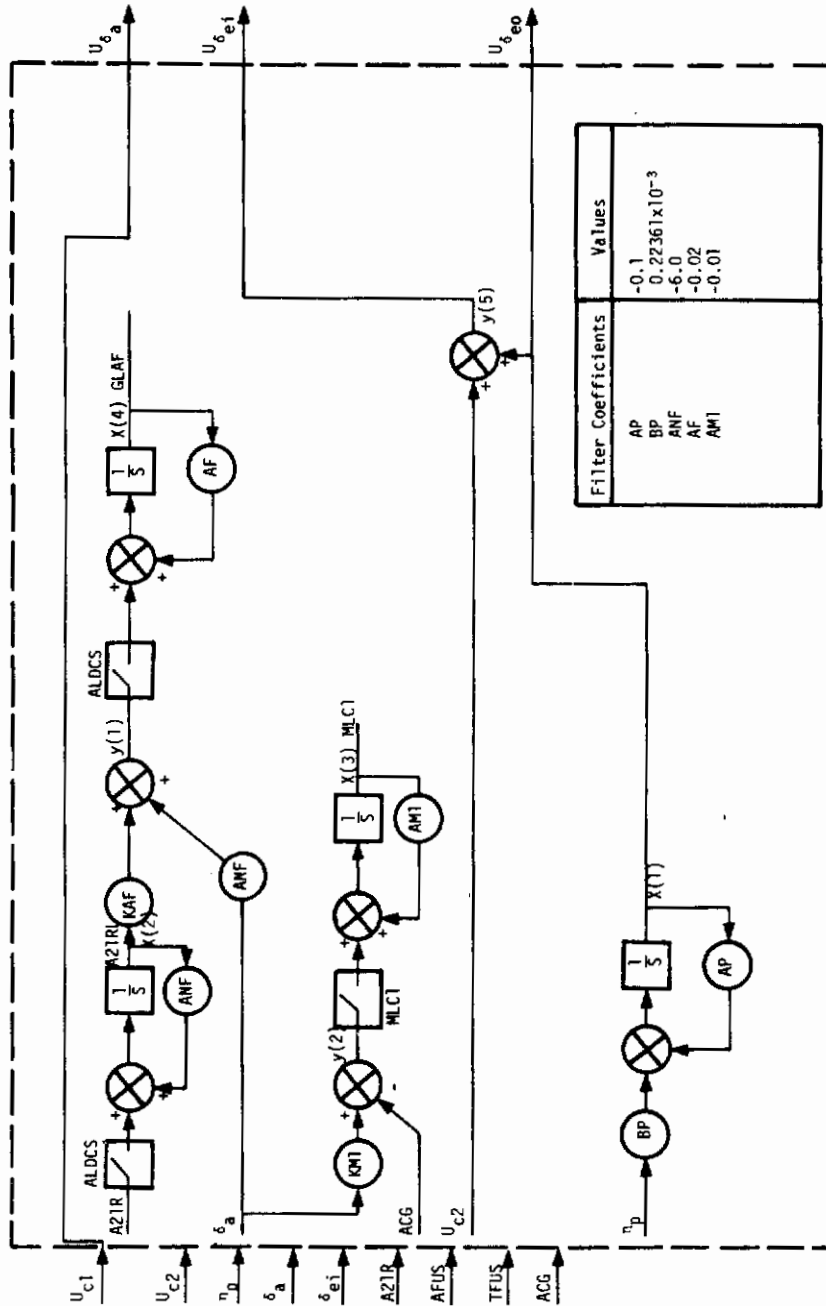 U_c1
U_c2
η_p
δ_a
δ_ei
A21R
AFUS
TFUS
ACG
U_δa
U_δei
U_δeo
A21R
ALDCS
+
+
1/S
ANF
A21RL
X(2)
KAF
+
+
y(1)
ALDCS
+
+
1/S
X(4) GLAF
AF
δ_a
AMF
KM1
ACG
+
-
y(2)
MLC1
+
+
1/S
X(3) MLC1
AM1
U_c2
+
+
y(5)
η_p
BP
1/S
X(1)
AP
Filter Coefficients Values
AP -0.1
BP 0.22361x10⁻³
ANF -6.0
AF -0.02
AM1 -0.01